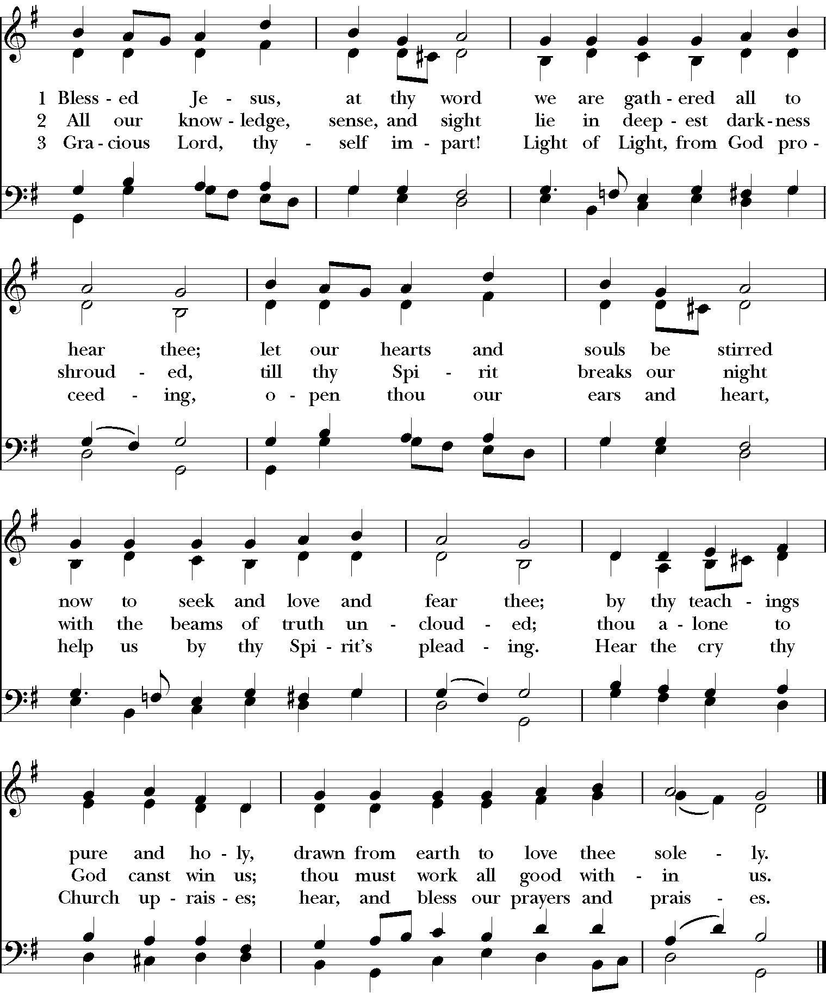 1 Bless - ed Je - sus, at thy word we are gath - ered all to
2 All our know - ledge, sense, and sight lie in deep - est dark - ness
3 Gra - cious Lord, thy - self im - part! Light of Light, from God pro -
hear thee; let our hearts and souls be stirred
shroud - ed, till thy Spi - rit breaks our night
ceed - ing, o - pen thou our ears and heart,
now to seek and love and fear thee; by thy teach - ings
with the beams of truth un - cloud - ed; thou a - lone to
help us by thy Spi - rit's plead - ing. Hear the cry thy
pure and ho - ly, drawn from earth to love thee sole - ly.
God canst win us; thou must work all good with - in us.
Church up - rais - es; hear, and bless our prayers and prais - es.